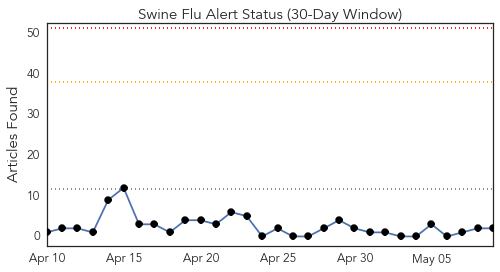 Swine Flu Alert Status (30-Day Window)
Articles Found
50
40
30
20
10
0
Apr 10
Apr 15
Apr 20
Apr 25
Apr 30
May 05